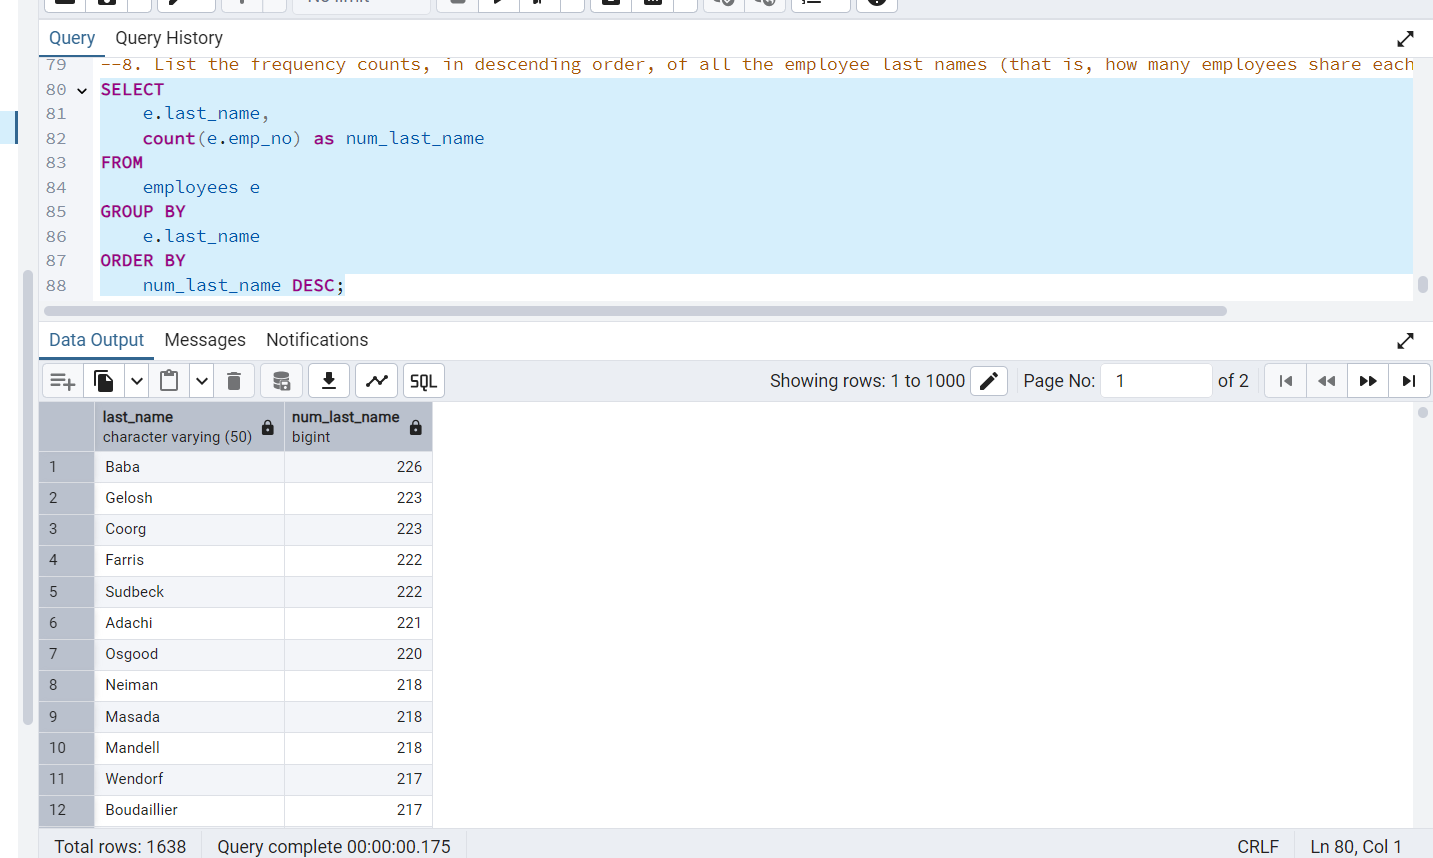 No limit
Query Query History
79 --8. List the frequency counts, in descending order, of all the employee last names (that is, how many employees share each
80 SELECT
81 e.last_name,
82 count(e.emp_no) as num_last_name
83 FROM
84 employees e
85 GROUP BY
86 e.last_name
87 ORDER BY
88 num_last_name DESC;
Data Output Messages Notifications
SQL Showing rows: 1 to 1000 Page No: 1 of 2
last_name num_last_name
character varying (50) bigint
1 Baba 226
2 Gelosh 223
3 Coorg 223
4 Farris 222
5 Sudbeck 222
6 Adachi 221
7 Osgood 220
8 Neiman 218
9 Masada 218
10 Mandell 218
11 Wendorf 217
12 Boudaillier 217
Total rows: 1638 Query complete 00:00:00.175 CRLF Ln 80, Col 1